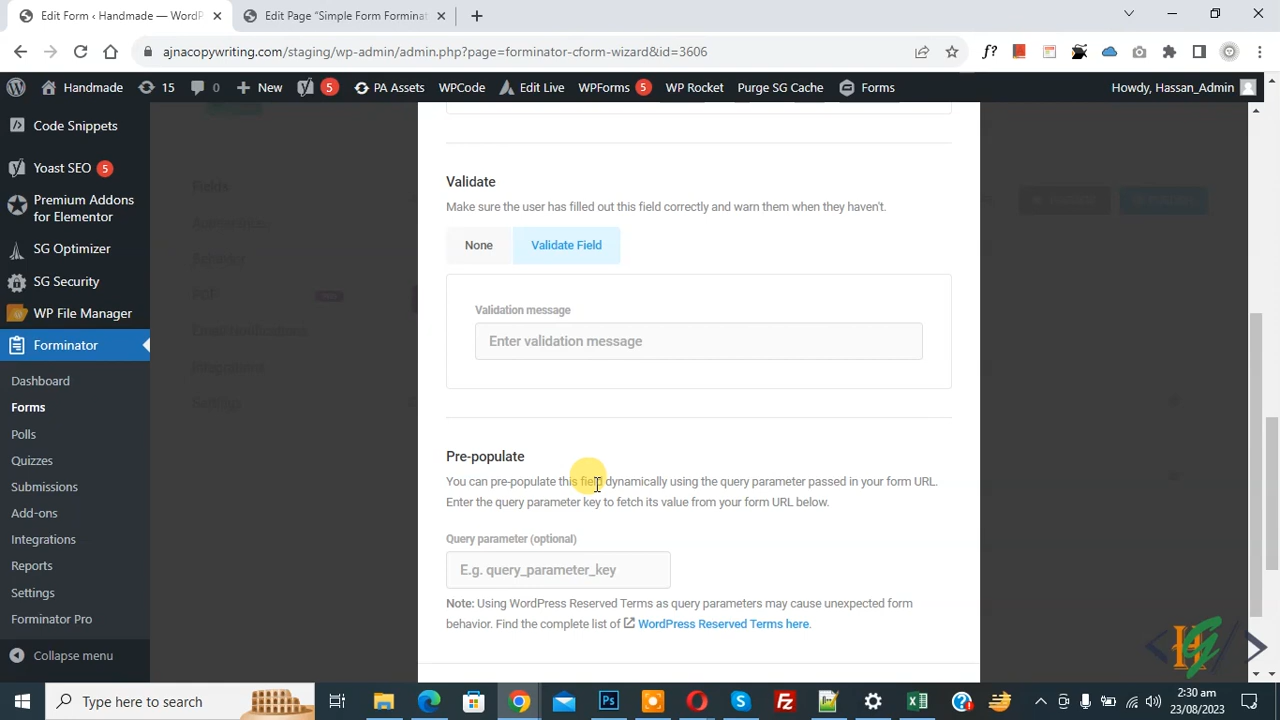 Edit Form ‹ Handmade — WordP
Edit Page "Simple Form Forminat
ajnacopywriting.com/staging/wp-admin/admin.php?page=forminator-cform-wizard&id=3606
f?
Handmade
15
0
New
5
PA Assets
WPCode
Edit Live
WPForms
5
WP Rocket
Purge SG Cache
Forms
Howdy, Hassan_Admin
Code Snippets
Yoast SEO 5
Premium Addons
for Elementor
SG Optimizer
SG Security
WP File Manager
Forminator
Dashboard
Forms
Polls
Quizzes
Submissions
Add-ons
Integrations
Reports
Settings
Forminator Pro
Collapse menu
Fields
Validate
Make sure the user has filled out this field correctly and warn them when they haven't.
None
Validate Field
Validation message
Enter validation message
Pre-populate
You can pre-populate this field dynamically using the query parameter passed in your form URL.
Enter the query parameter key to fetch its value from your form URL below.
Query parameter (optional)
E.g. query_parameter_key
Note: Using WordPress Reserved Terms as query parameters may cause unexpected form
behavior. Find the complete list of WordPress Reserved Terms here.
Type here to search
2:30 am
23/08/2023